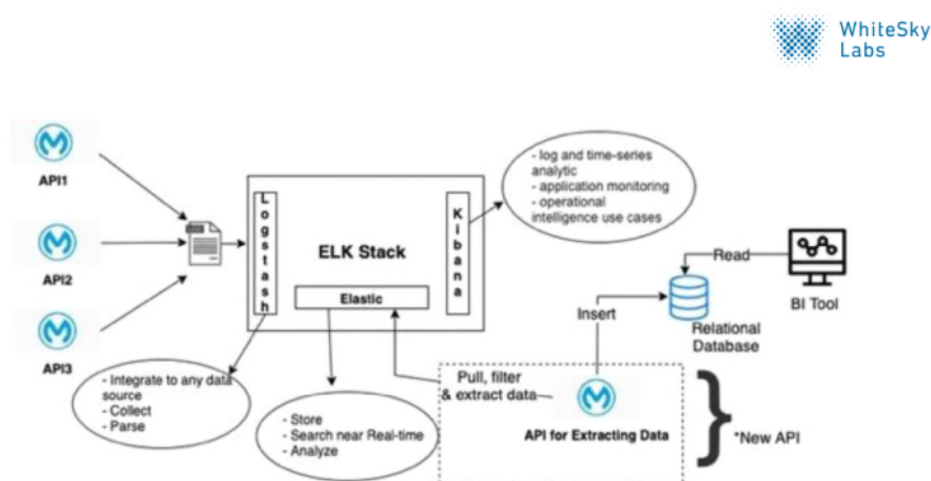 WhiteSky
Labs
API1
API2
API3
Logstash
ELK Stack
Elastic
Kibana
- log and time-series
analytic
- application monitoring
- operational
intelligence use cases
- Integrate to any data
source
- Collect
- Parse
- Store
- Search near Real-time
- Analyze
Pull, filter
& extract data
API for Extracting Data
*New API
Insert
Relational
Database
Read
BI Tool